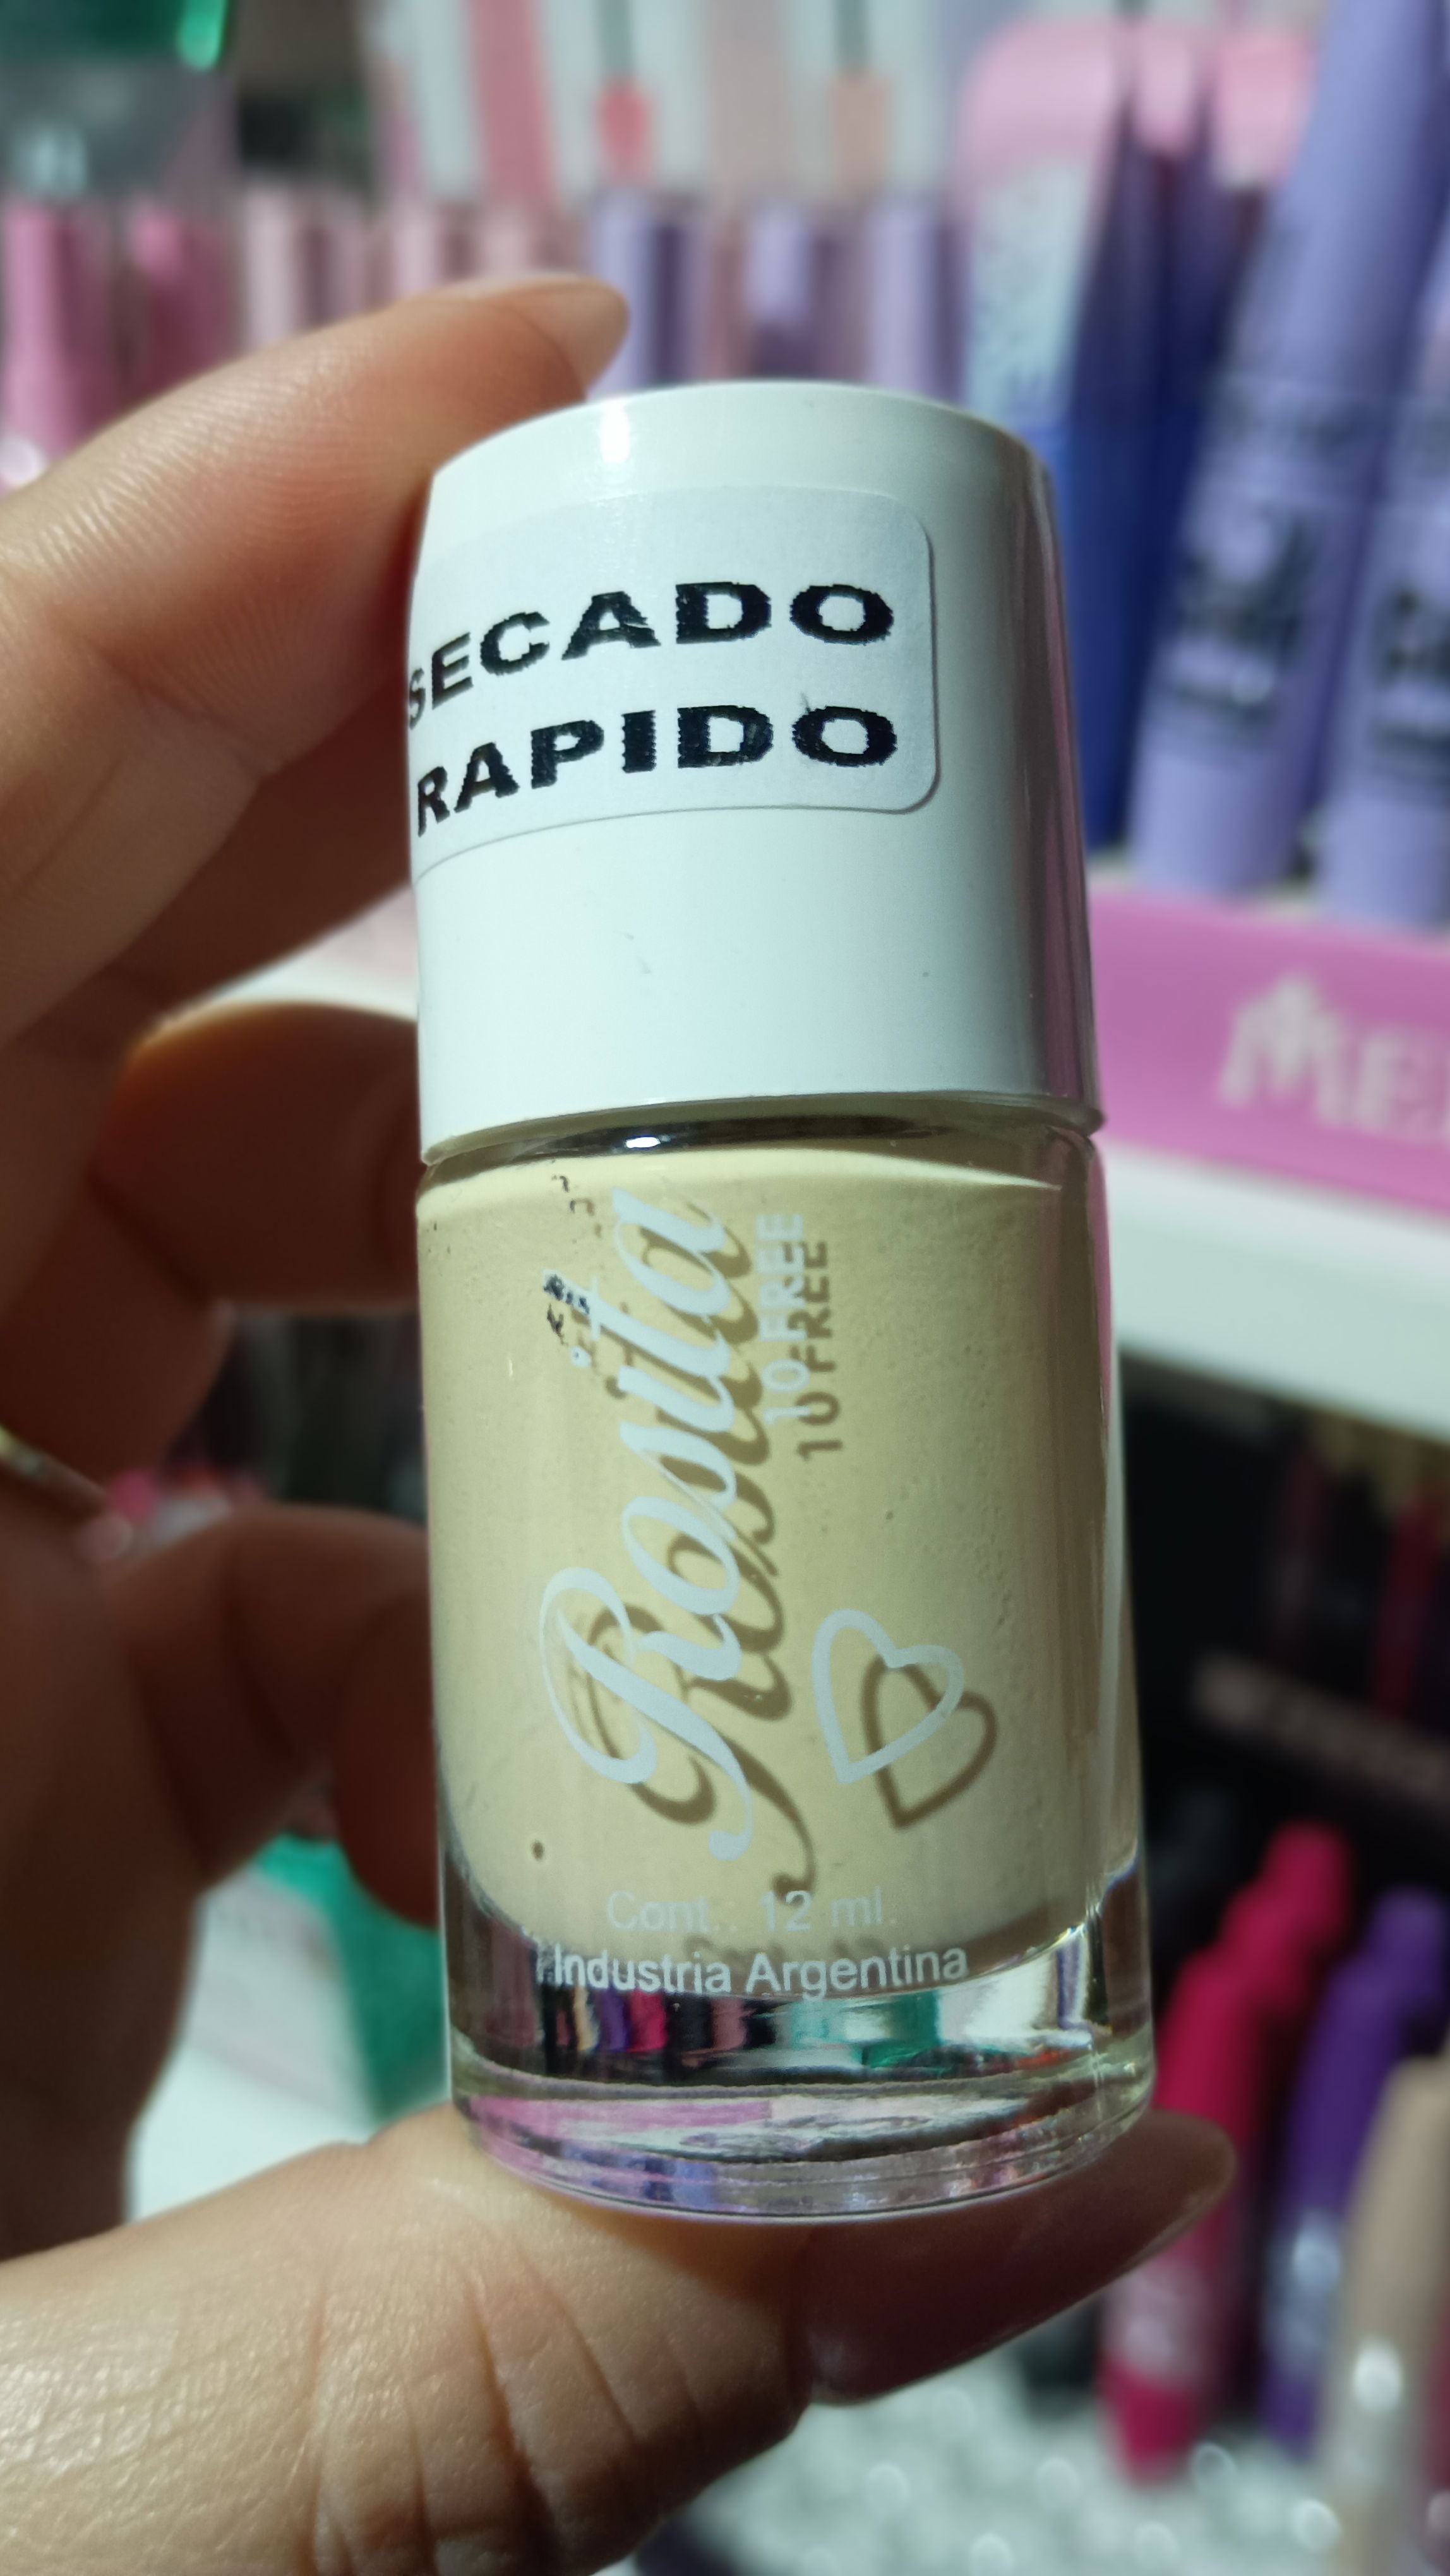 SECADO
RAPIDO
Rosita
10 FREE
Cont.: 12 ml.
Industria Argentina